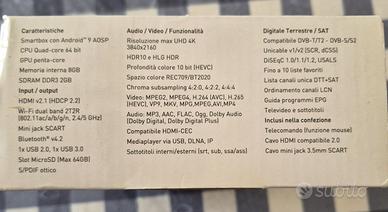 Caratteristiche
Smartbox con Android™ 9 AOSP
CPU Quad-core 64 bit
GPU penta-core
Memoria interna 8GB
SDRAM DDR3 2GB
Input / output
HDMI v2.1 (HDCP 2.2)
Wi-Fi dual band 2T2R
(802.11ac/a/b/g/n, 2.4/5 GHz)
Mini jack SCART
Bluetooth® v4.2
1x USB 2.0, 1x USB 3.0
Slot MicroSD (Max 64GB)
S/PDIF ottico
Audio / Video / Funzionalità
Risoluzione max UHD 4K
3840x2160
HDR10 e HLG HDR
Profondità colore 10 bit (HEVC)
Spazio colore REC709/BT2020
Chroma subsampling 4:2:0, 4:2:2, 4:4:4
Video: MPEG2, MPEG4, H.264 (AVC), H.265
(HEVC), VP9, MKV, MPG,MPEG,AVI,MP4
Audio: MP3, AAC, FLAC, Ogg, Dolby Audio
(Dolby Digital, Dolby Digital Plus)
Compatibile HDMI-CEC
Mediaplayer via USB, DLNA, IP
Sottotitoli interni/esterni (srt, sub, ssa/ass)
Digitale Terrestre / SAT
Compatibile DVB-T/T2 - DVB-S/S2
Unicable v1/v2 (SCR, dCSS)
DiSEqC 1.0/1.1/1.2, USALS
Fino a 10 liste favoriti
Lista canali unica DTT+SAT
Ordinamento canali LCN
Guida programmi EPG
Televideo / sottotitoli
Inclusi nella confezione
Telecomando (funzione mouse)
Cavo HDMI 2.0
Cavo mini jack 3.5mm SCART
subito